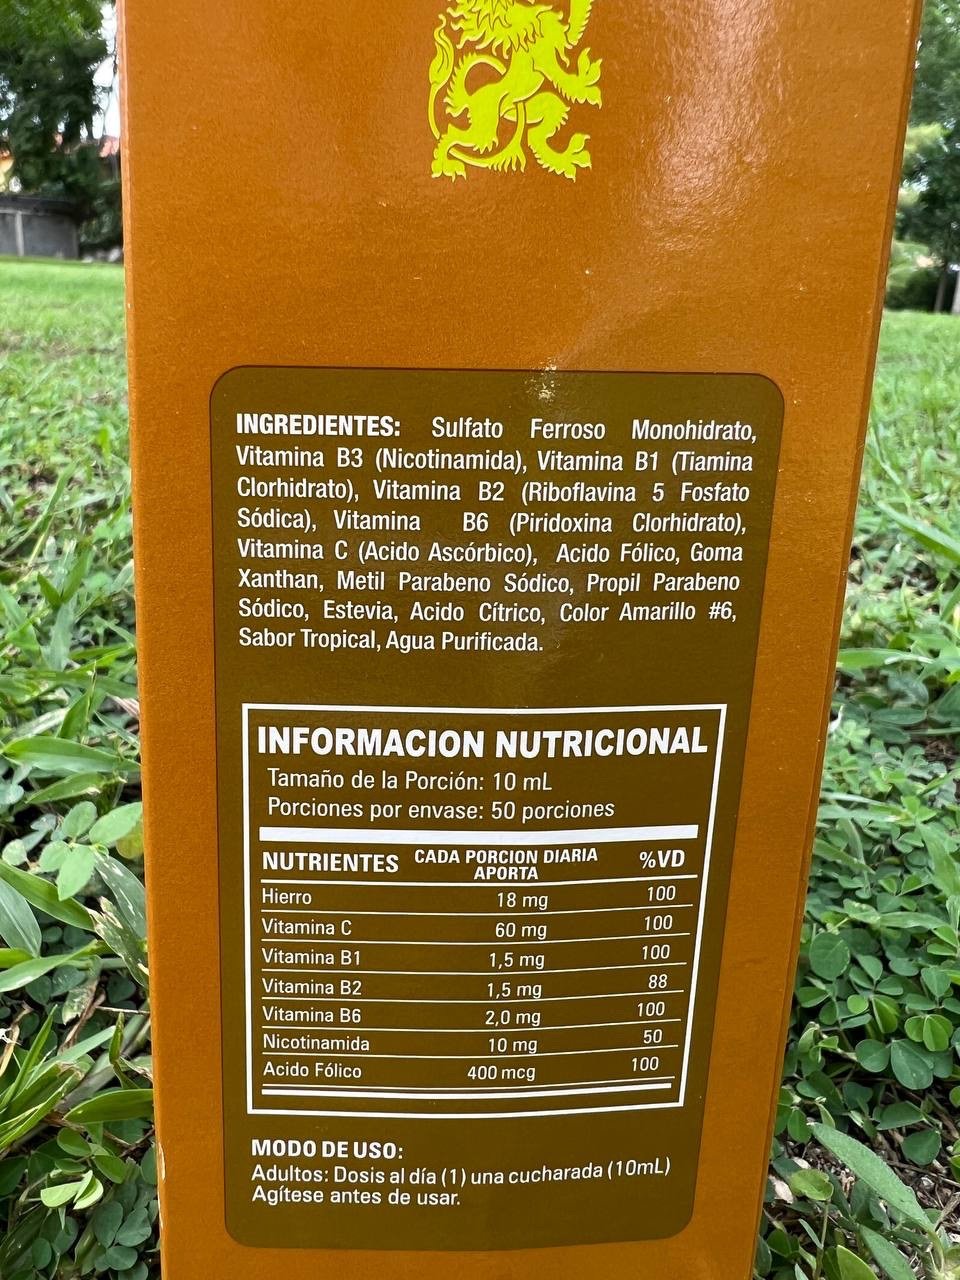 INGREDIENTES: Sulfato Ferroso Monohidrato,
Vitamina B3 (Nicotinamida), Vitamina B1 (Tiamina
Clorhidrato), Vitamina B2 (Riboflavina 5 Fosfato
Sódica), Vitamina B6 (Piridoxina Clorhidrato),
Vitamina C (Acido Ascórbico), Acido Fólico, Goma
Xanthan, Metil Parabeno Sódico, Propil Parabeno
Sódico, Estevia, Acido Cítrico, Color Amarillo #6,
Sabor Tropical, Agua Purificada.
INFORMACION NUTRICIONAL
Tamaño de la Porción: 10 mL
Porciones por envase: 50 porciones
NUTRIENTES CADA PORCION DIARIA APORTA %VD
Hierro 18 mg 100
Vitamina C 60 mg 100
Vitamina B1 1,5 mg 100
Vitamina B2 1,5 mg 88
Vitamina B6 2,0 mg 100
Nicotinamida 10 mg 50
Acido Fólico 400 mcg 100
MODO DE USO:
Adultos: Dosis al día (1) una cucharada (10mL)
Agítese antes de usar.